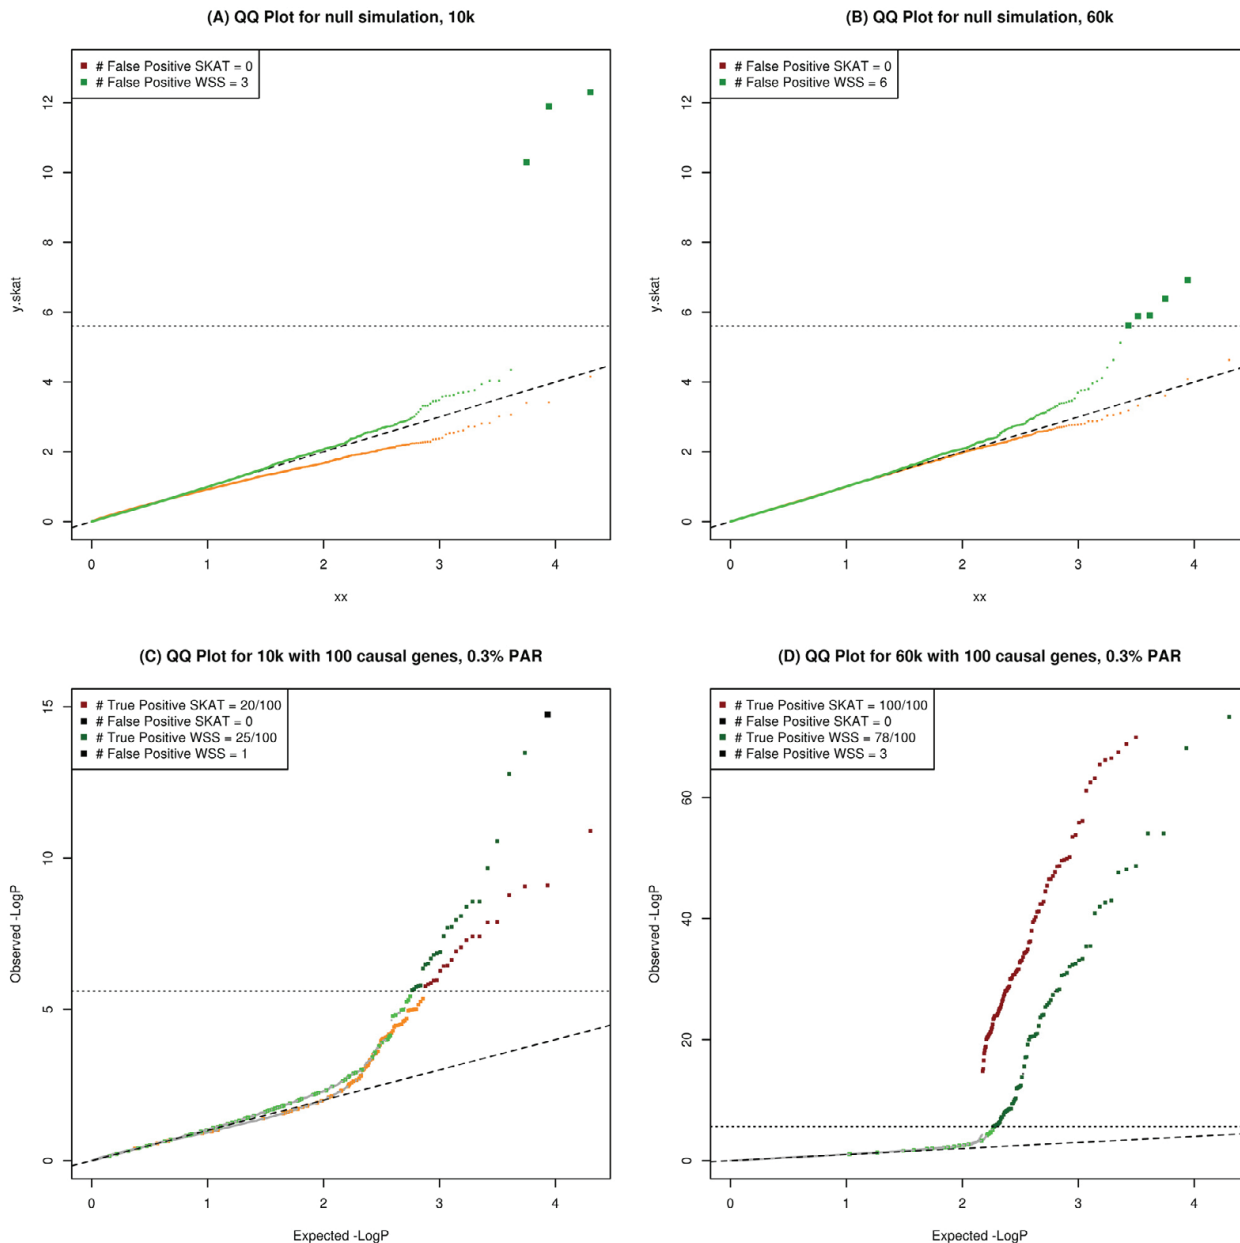 (A) QQ Plot for null simulation, 10k
# False Positive SKAT = 0
# False Positive WSS = 3
12
10
8
6
4
2
0
y.skat
0 1 2 3 4
xx
(B) QQ Plot for null simulation, 60k
# False Positive SKAT = 0
# False Positive WSS = 6
12
10
8
6
4
2
0
y.skat
0 1 2 3 4
xx
(C) QQ Plot for 10k with 100 causal genes, 0.3% PAR
# True Positive SKAT = 20/100
# False Positive SKAT = 0
# True Positive WSS = 25/100
# False Positive WSS = 1
15
10
5
0
Observed -LogP
0 1 2 3 4
Expected -LogP
(D) QQ Plot for 60k with 100 causal genes, 0.3% PAR
# True Positive SKAT = 100/100
# False Positive SKAT = 0
# True Positive WSS = 78/100
# False Positive WSS = 3
60
40
20
0
Observed -LogP
0 1 2 3 4
Expected -LogP